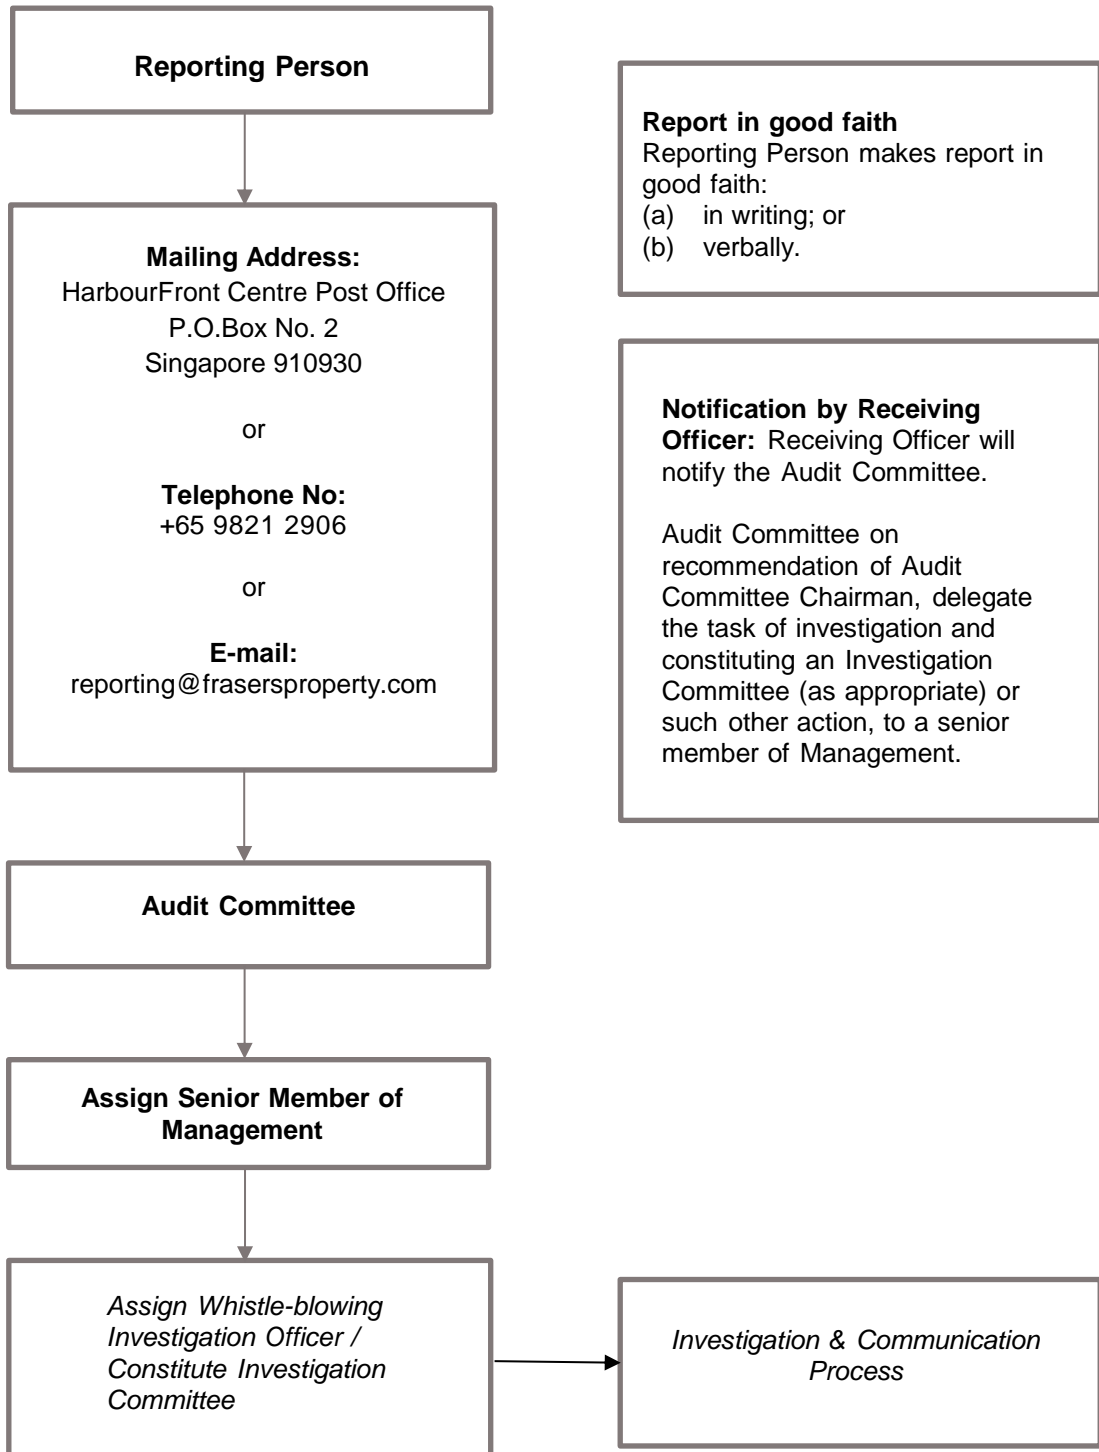 Reporting Person
Report in good faith
Reporting Person makes report in
good faith:
(a) in writing; or
(b) verbally.
Mailing Address:
HarbourFront Centre Post Office
P.O.Box No. 2
Singapore 910930
or
Telephone No:
+65 9821 2906
or
E-mail:
reporting@frasersproperty.com
Notification by Receiving
Officer: Receiving Officer will
notify the Audit Committee.
Audit Committee on
recommendation of Audit
Committee Chairman, delegate
the task of investigation and
constituting an Investigation
Committee (as appropriate) or
such other action, to a senior
member of Management.
Audit Committee
Assign Senior Member of
Management
Assign Whistle-blowing
Investigation Officer /
Constitute Investigation
Committee
Investigation & Communication
Process